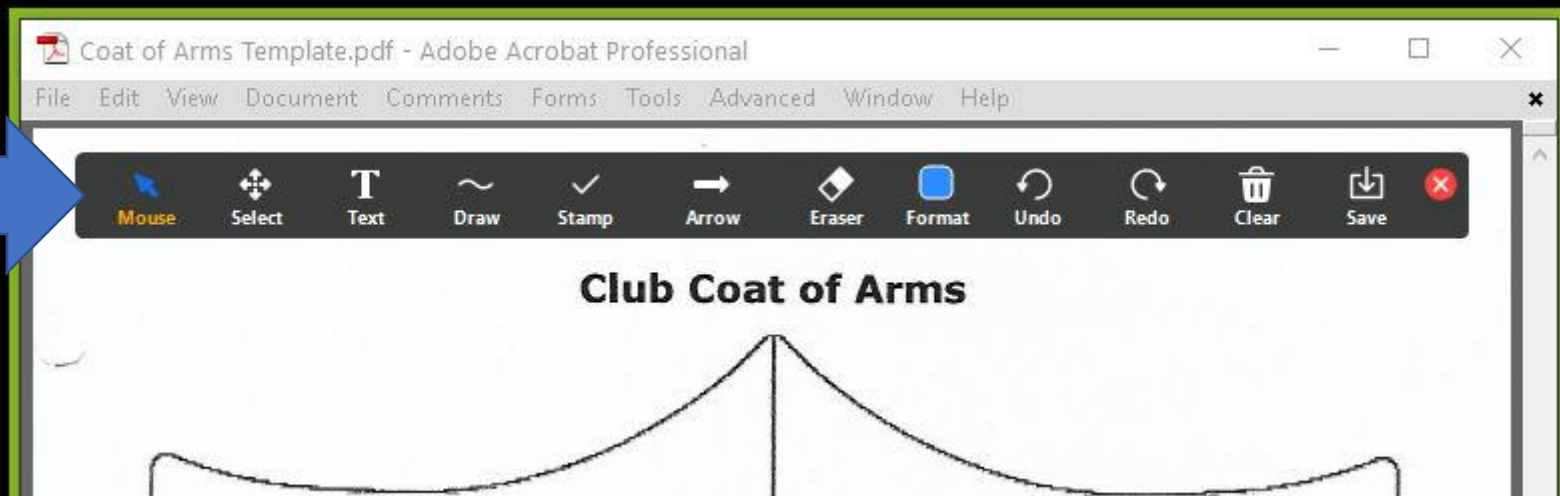 Coat of Arms Template.pdf - Adobe Acrobat Professional
File Edit View Document Comments Forms Tools Advanced Window Help
Mouse Select Text Draw Stamp Arrow Eraser Format Undo Redo Clear Save
Club Coat of Arms